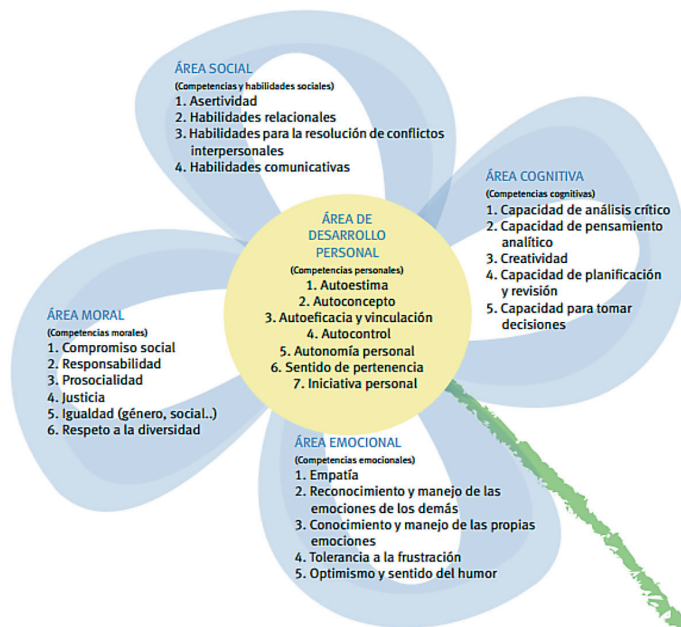 ÁREA SOCIAL
(Competencias y habilidades sociales)
1. Asertividad
2. Habilidades relacionales
3. Habilidades para la resolución de conflictos
interpersonales
4. Habilidades comunicativas
ÁREA COGNITIVA
(Competencias cognitivas)
1. Capacidad de análisis crítico
2. Capacidad de pensamiento
analítico
3. Creatividad
4. Capacidad de planificación
y revisión
5. Capacidad para tomar
decisiones
ÁREA DE
DESARROLLO
PERSONAL
(Competencias personales)
1. Autoestima
2. Autoconcepto
3. Autoeficacia y vinculación
4. Autocontrol
5. Autonomía personal
6. Sentido de pertenencia
7. Iniciativa personal
ÁREA MORAL
(Competencias morales)
1. Compromiso social
2. Responsabilidad
3. Prosocialidad
4. Justicia
5. Igualdad (género, social..)
6. Respeto a la diversidad
ÁREA EMOCIONAL
(Competencias emocionales)
1. Empatía
2. Reconocimiento y manejo de las
emociones de los demás
3. Conocimiento y manejo de las propias
emociones
4. Tolerancia a la frustración
5. Optimismo y sentido del humor